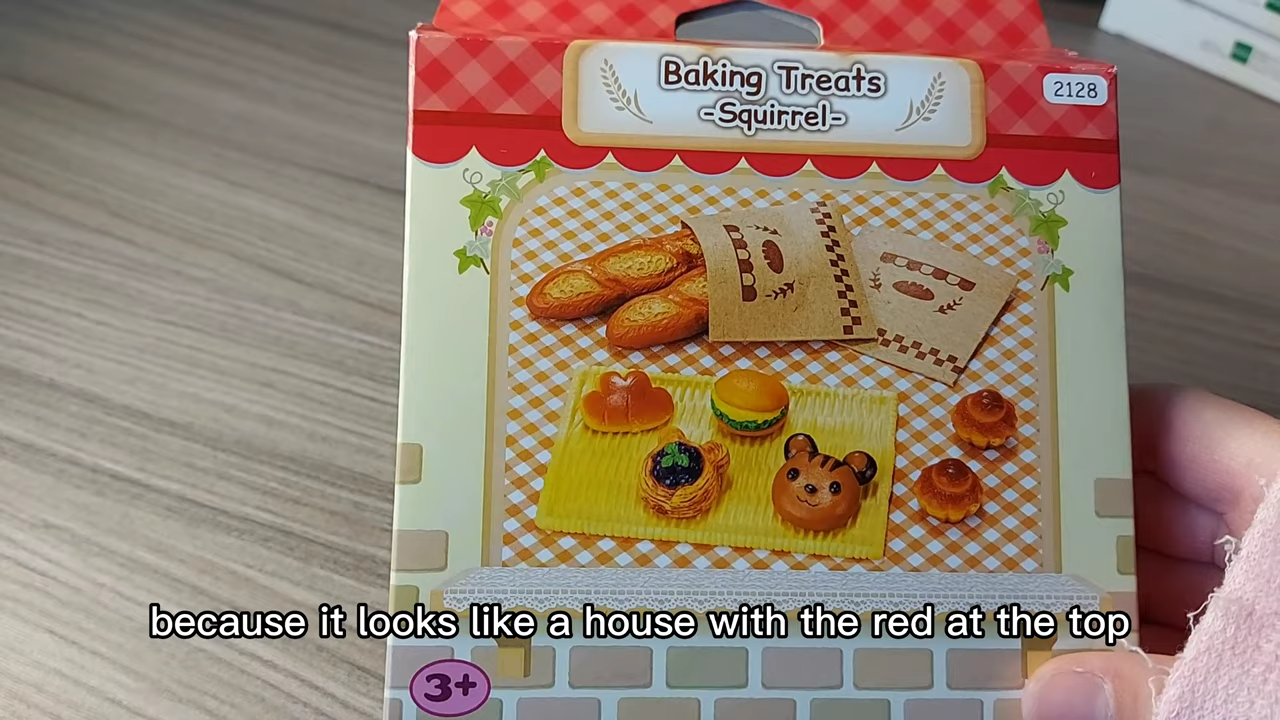 Baking Treats
-Squirrel-
2128
because it looks like a house with the red at the top
3+